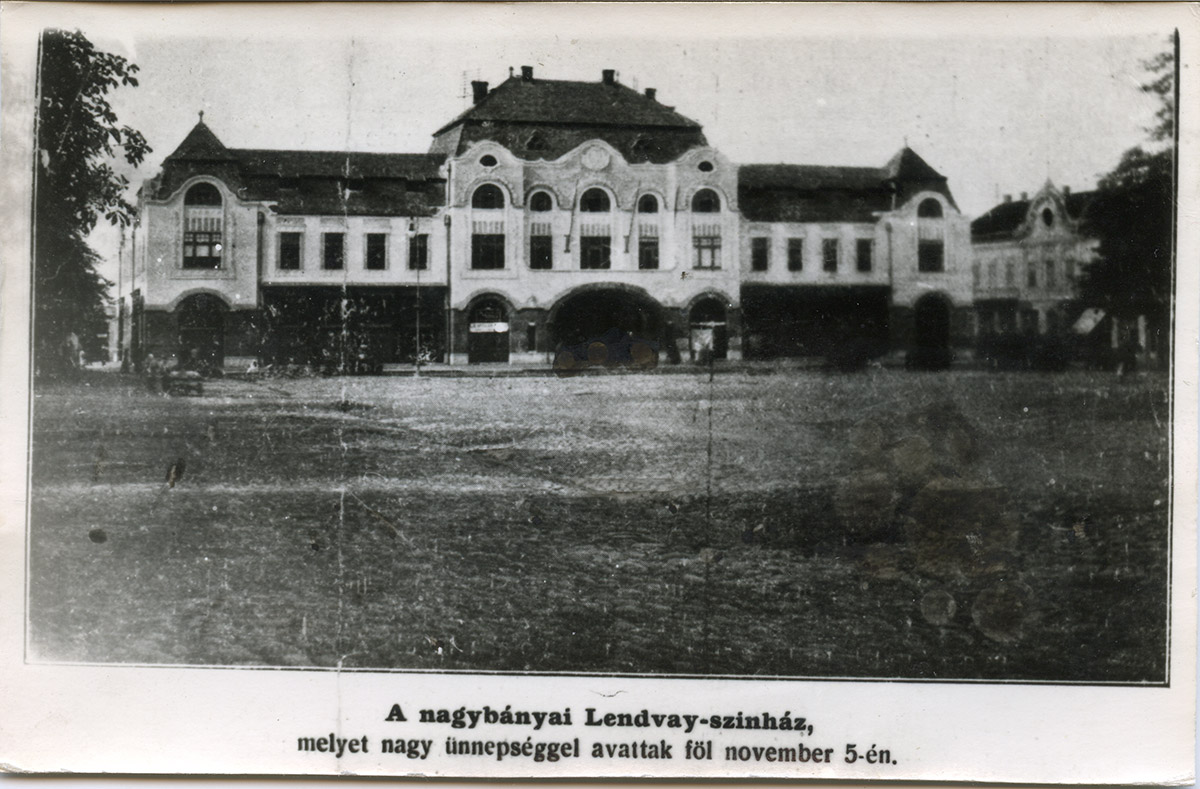 A nagybányai Lendvay-szinház,
melyet nagy ünnepséggel avattak föl november 5-én.